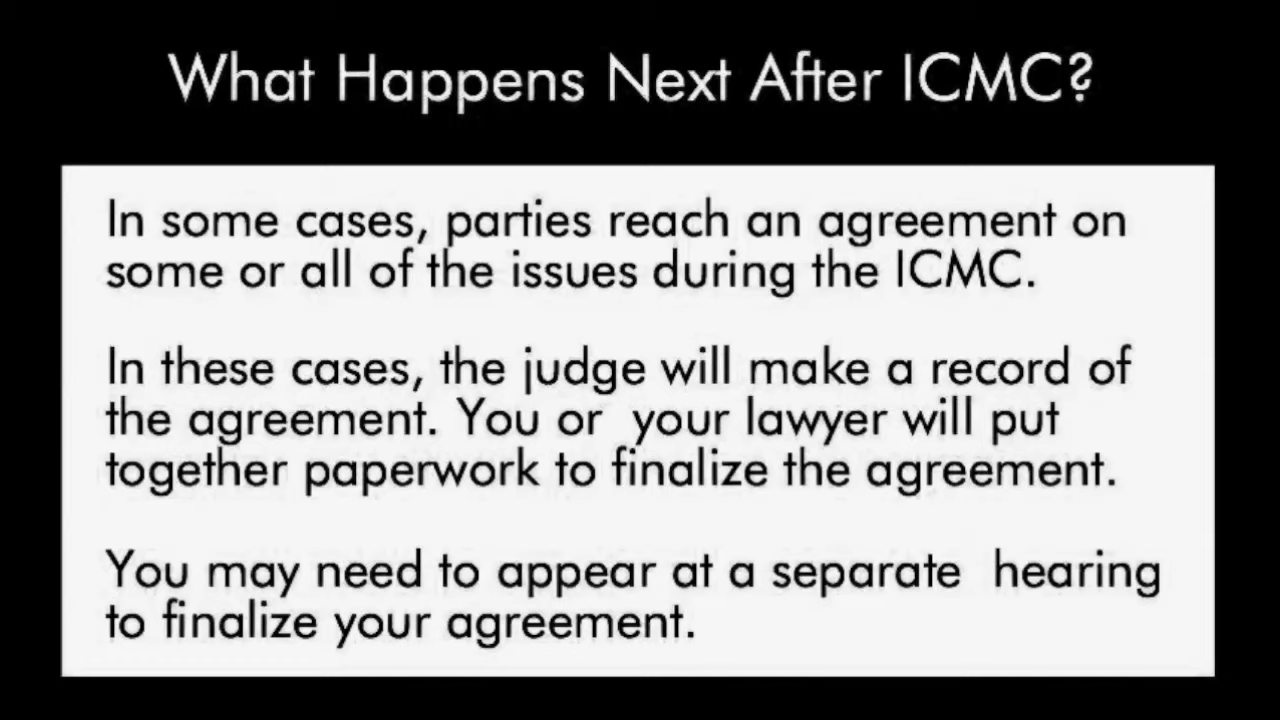 What Happens Next After ICMC?
In some cases, parties reach an agreement on
some or all of the issues during the ICMC.
In these cases, the judge will make a record of
the agreement. You or  your lawyer will put
together paperwork to finalize the agreement.
You may need to appear at a separate  hearing
to finalize your agreement.